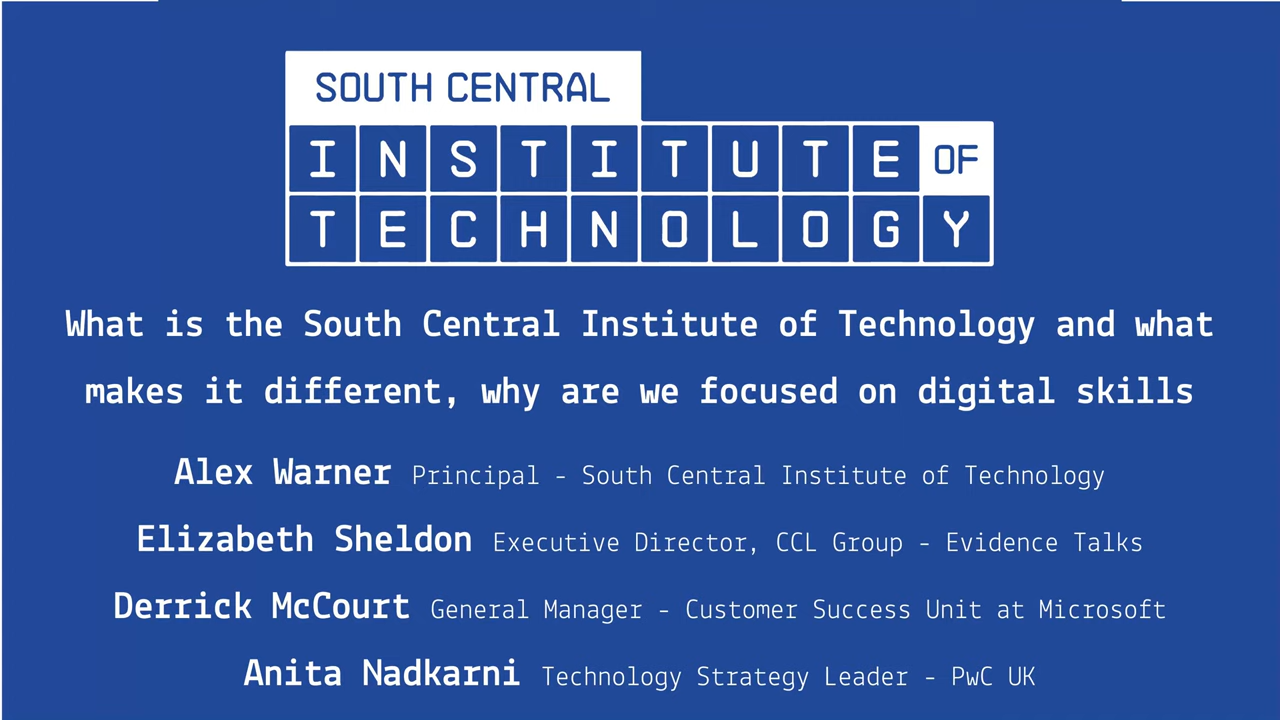 SOUTH CENTRAL
INSTITUTE OF
TECHNOLOGY
What is the South Central Institute of Technology and what
makes it different, why are we focused on digital skills
Alex Warner Principal - South Central Institute of Technology
Elizabeth Sheldon Executive Director, CCL Group - Evidence Talks
Derrick McCourt General Manager - Customer Success Unit at Microsoft
Anita Nadkarni Technology Strategy Leader - PwC UK